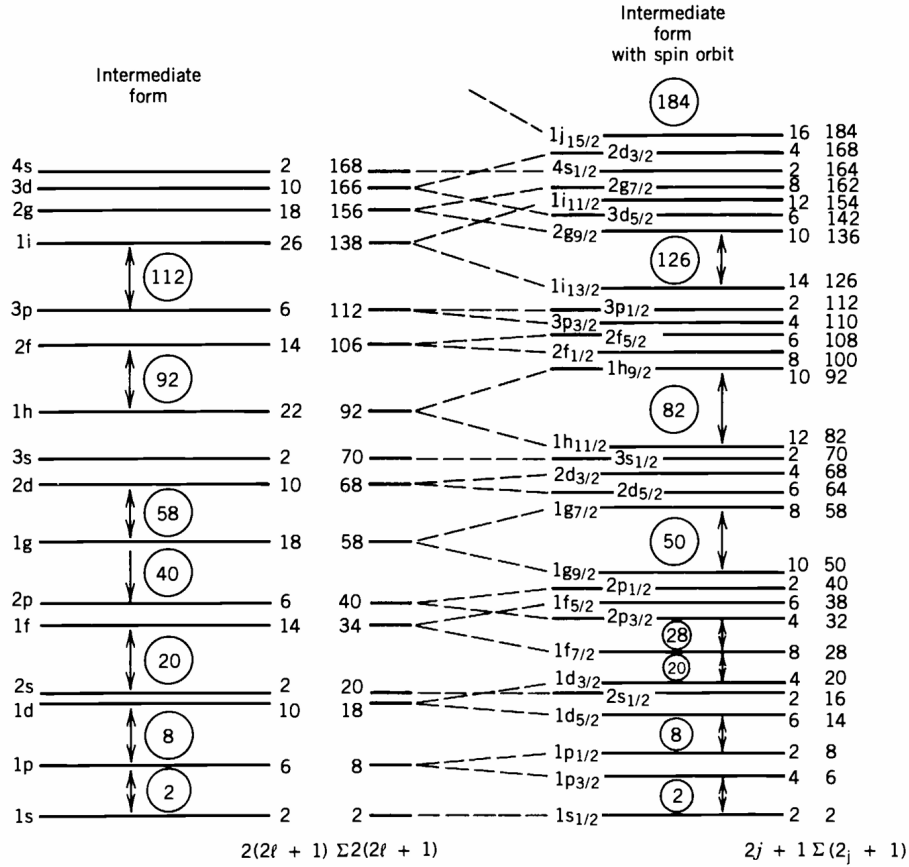 Intermediate
form
Intermediate
form
with spin orbit
184
4s 2 168
3d 10 166
2g 18 156
1i 26 138
112
3p 6 112
2f 14 106
92
1h 22 92
3s 2 70
2d 10 68
58
1g 18 58
40
2p 6 40
1f 14 34
20
2s 2 20
1d 10 18
8
1p 6 8
2
1s 2 2
2(2ℓ + 1) Σ2(2ℓ + 1)
1j15/2 16 184
2d3/2 4 168
4s1/2 2 164
2g7/2 8 162
1i11/2 12 154
3d5/2 6 142
2g9/2 10 136
126
1i13/2 14 126
3p1/2 2 112
3p3/2 4 110
2f5/2 6 108
2f1/2 8 100
1h9/2 10 92
82
1h11/2 12 82
3s1/2 2 70
2d3/2 4 68
2d5/2 6 64
1g7/2 8 58
50
1g9/2 10 50
2p1/2 2 40
1f5/2 6 38
2p3/2 4 32
28
1f7/2 8 28
20
1d3/2 4 20
2s1/2 2 16
1d5/2 6 14
8
1p1/2 2 8
1p3/2 4 6
2
1s1/2 2 2
2j + 1 Σ(2j + 1)